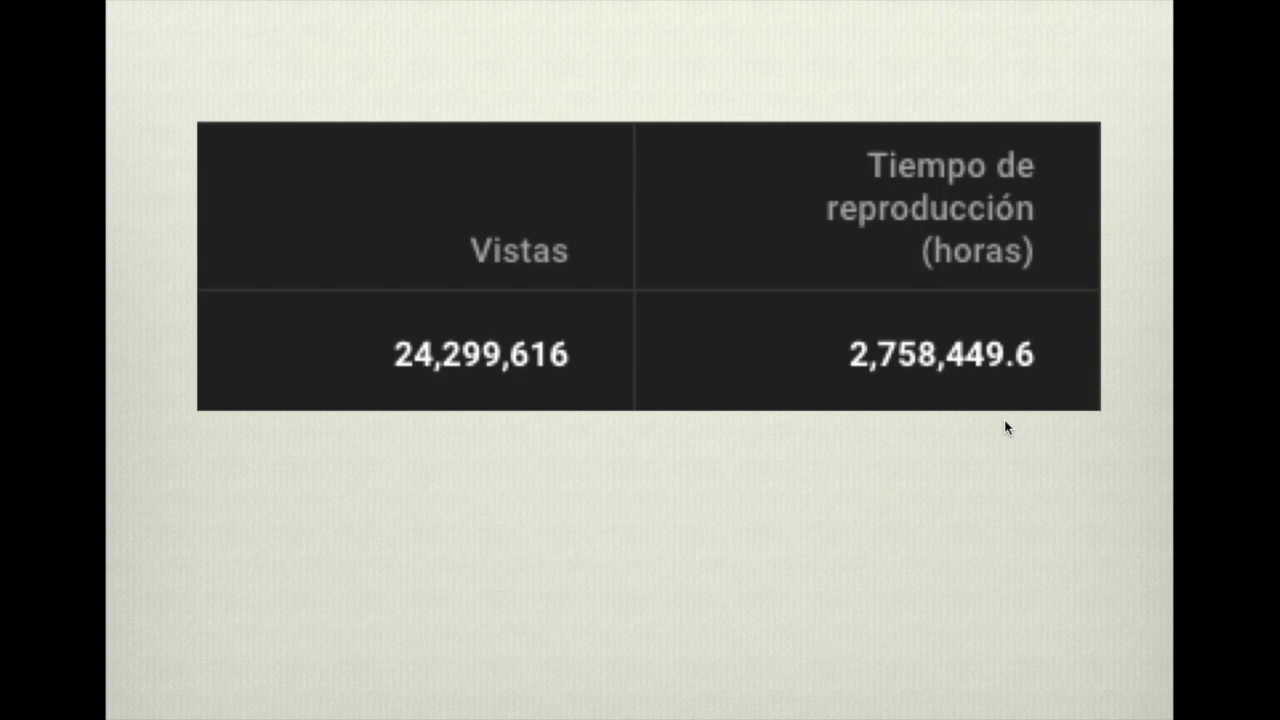 Vistas
Tiempo de
reproducción
(horas)
24,299,616
2,758,449.6